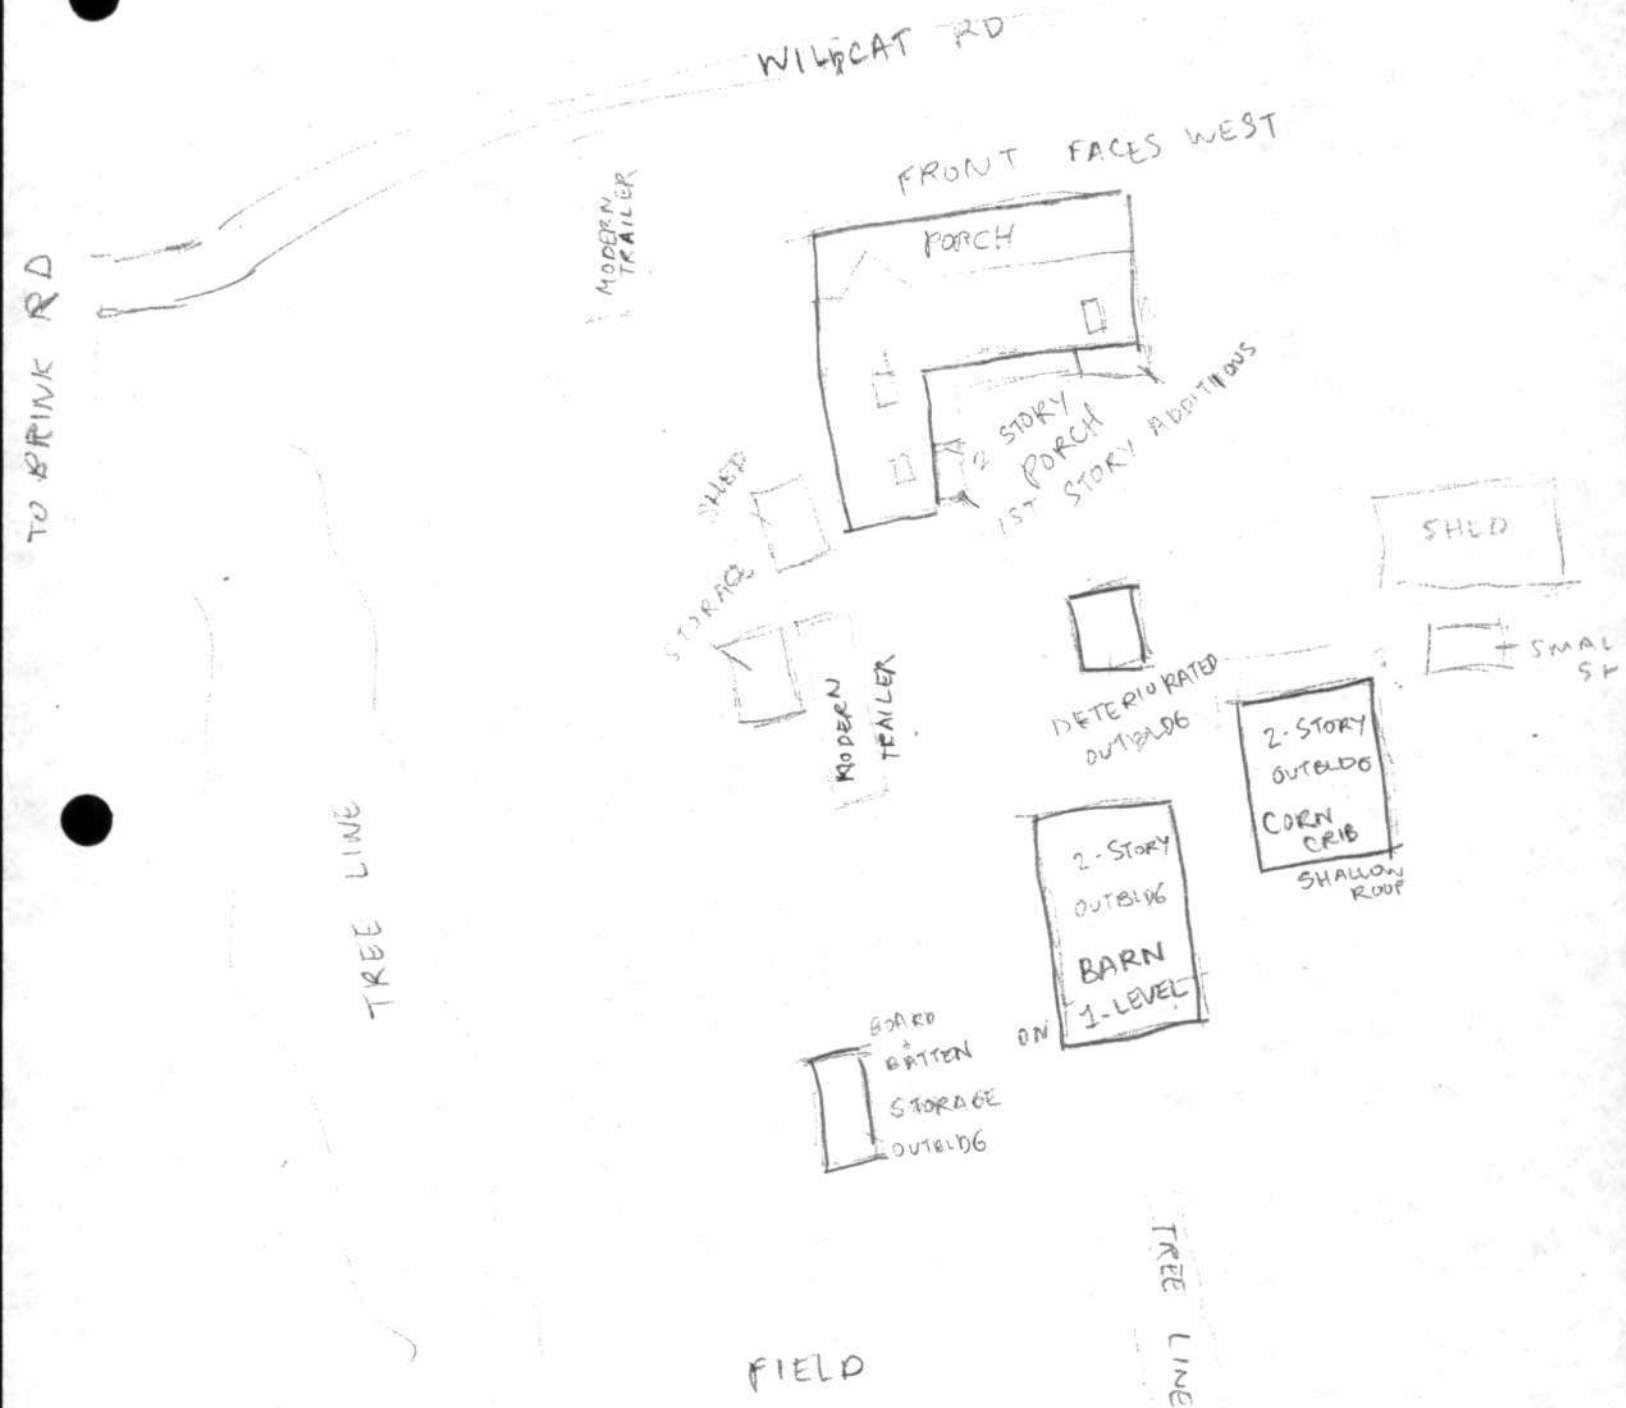 WILDCAT RD
FRONT FACES WEST
PORCH
MODERN
TRAILER
TO BRINK RD
2 STORY
PORCH
1ST STORY ADDITIONS
SHED
STORAGE
SHED
SMAL
MODERN
TRAILER
DETERIORATED
OUTBLDG
2-STORY
OUTBLDG
CORN
CRIB
SHALLOW
ROOF
2-STORY
OUTBLDG
BARN
1-LEVEL
ON
BOARD
+
BATTEN
STORAGE
OUTBLDG
TREE LINE
TREE LINE
FIELD